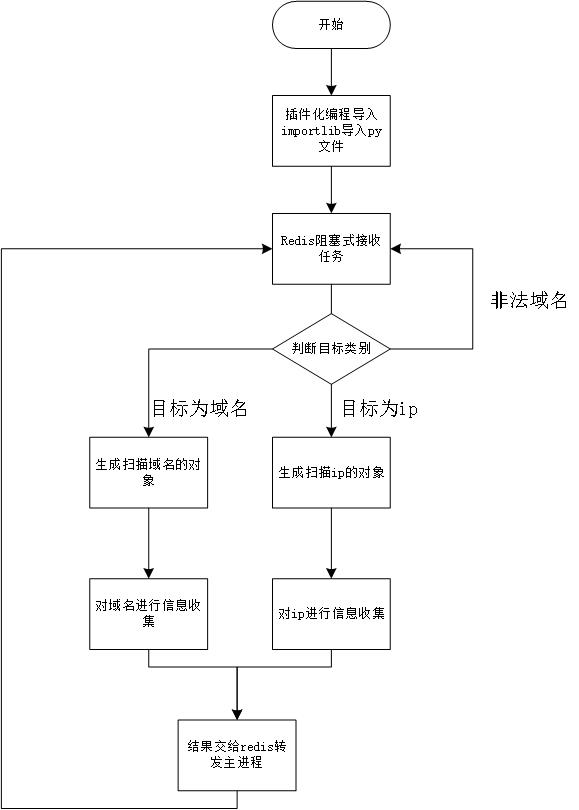 开始
插件化编程导入
importlib导入py
文件
Redis阻塞式接收
任务
非法域名
判断目标类别
目标为域名
目标为ip
生成扫描域名的对
象
生成扫描ip的对象
对域名进行信息收
集
对ip进行信息收集
结果交给redis转
发主进程